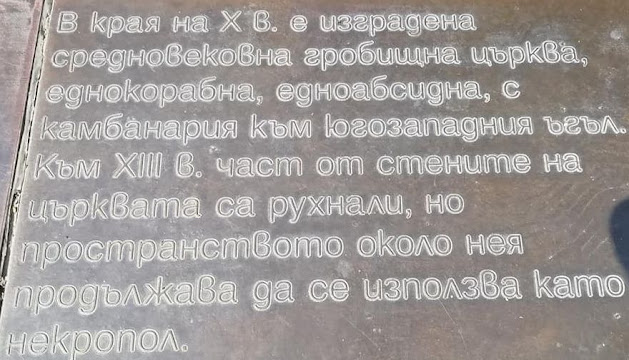 В края на X в. е изградена
средновековна гробищна църква,
еднокорабна, едноабсидна, с
камбанария към югозападния ъгъл.
Към XIII в. част от стените на
църквата са рухнали, но
пространството около нея
продължава да се използва като
некропол.